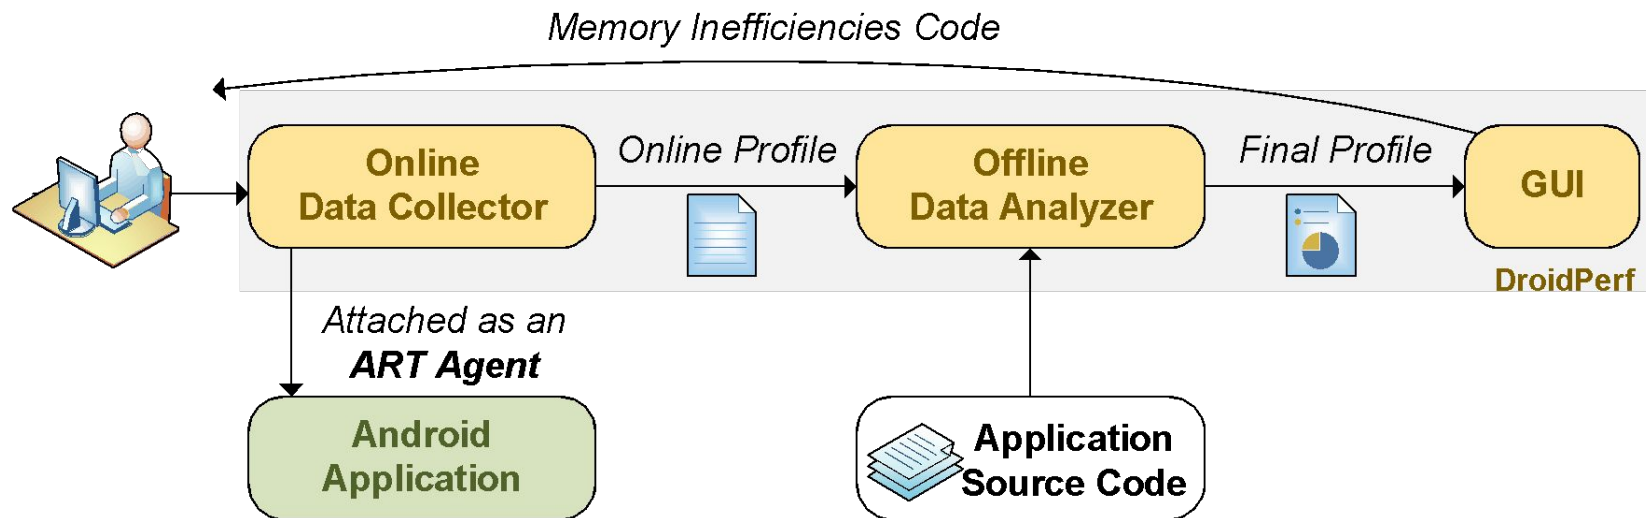 Memory Inefficiencies Code
Online
Data Collector
Online Profile
Offline
Data Analyzer
Final Profile
GUI
DroidPerf
Attached as an
ART Agent
Android
Application
Application
Source Code